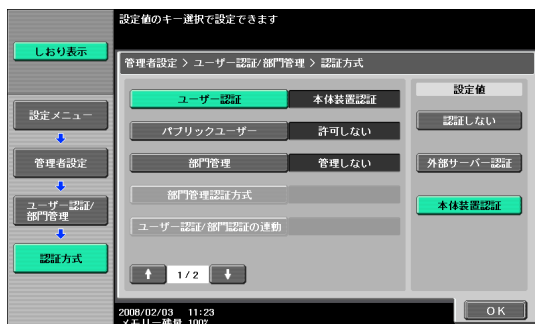 設定値のキー選択で設定できます
しおり表示
管理者設定 > ユーザー認証/部門管理 > 認証方式
設定メニュー
管理者設定
ユーザー認証/
部門管理
認証方式
ユーザー認証 本体装置認証
パブリックユーザー 許可しない
部門管理 管理しない
部門管理認証方式
ユーザー認証/部門認証の連動
↑ 1/2 ↓
設定値
認証しない
外部サーバー認証
本体装置認証
2008/02/03 11:23
メモリー残量 100%
OK